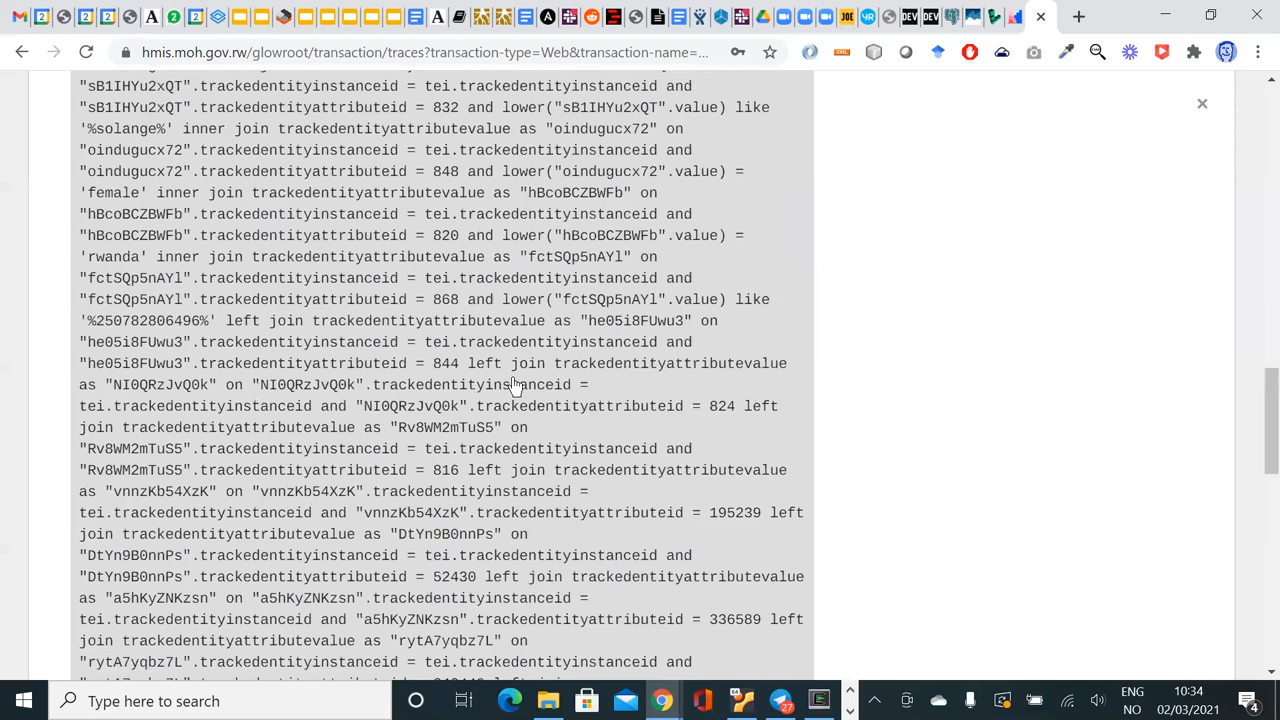 hmis.moh.gov.rw/glowroot/transaction/traces?transaction-type=Web&transaction-name=...
"sB1IHYu2xQT".trackedentityinstanceid = tei.trackedentityinstanceid and
"sB1IHYu2xQT".trackedentityattributeid = 832 and lower("sB1IHYu2xQT".value) like
'%solange%' inner join trackedentityattributevalue as "oindugucx72" on
"oindugucx72".trackedentityinstanceid = tei.trackedentityinstanceid and
"oindugucx72".trackedentityattributeid = 848 and lower("oindugucx72".value) =
'female' inner join trackedentityattributevalue as "hBcoBCZBWFb" on
"hBcoBCZBWFb".trackedentityinstanceid = tei.trackedentityinstanceid and
"hBcoBCZBWFb".trackedentityattributeid = 820 and lower("hBcoBCZBWFb".value) =
'rwanda' inner join trackedentityattributevalue as "fctSQp5nAYl" on
"fctSQp5nAYl".trackedentityinstanceid = tei.trackedentityinstanceid and
"fctSQp5nAYl".trackedentityattributeid = 868 and lower("fctSQp5nAYl".value) like
'%250782806496%' left join trackedentityattributevalue as "he05i8FUwu3" on
"he05i8FUwu3".trackedentityinstanceid = tei.trackedentityinstanceid and
"he05i8FUwu3".trackedentityattributeid = 844 left join trackedentityattributevalue
as "NI0QRzJvQ0k" on "NI0QRzJvQ0k".trackedentityinstanceid =
tei.trackedentityinstanceid and "NI0QRzJvQ0k".trackedentityattributeid = 824 left
join trackedentityattributevalue as "Rv8WM2mTuS5" on
"Rv8WM2mTuS5".trackedentityinstanceid = tei.trackedentityinstanceid and
"Rv8WM2mTuS5".trackedentityattributeid = 816 left join trackedentityattributevalue
as "vnnzKb54XzK" on "vnnzKb54XzK".trackedentityinstanceid =
tei.trackedentityinstanceid and "vnnzKb54XzK".trackedentityattributeid = 195239 left
join trackedentityattributevalue as "DtYn9B0nnPs" on
"DtYn9B0nnPs".trackedentityinstanceid = tei.trackedentityinstanceid and
"DtYn9B0nnPs".trackedentityattributeid = 52430 left join trackedentityattributevalue
as "a5hKyZNKzsn" on "a5hKyZNKzsn".trackedentityinstanceid =
tei.trackedentityinstanceid and "a5hKyZNKzsn".trackedentityattributeid = 336589 left
join trackedentityattributevalue as "rytA7yqbz7L" on
"rytA7yqbz7L".trackedentityinstanceid = tei.trackedentityinstanceid and
Type here to search
27
ENG
NO
10:34
02/03/2021
4